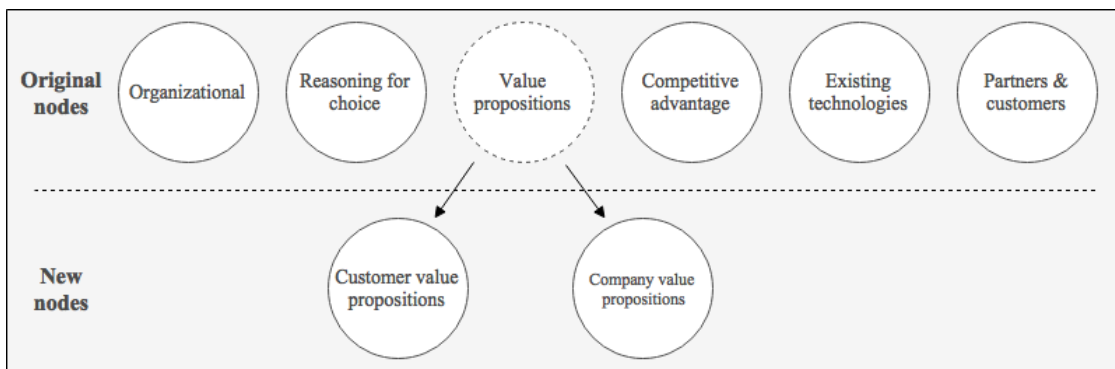 Original
nodes
Organizational
Reasoning for
choice
Value
propositions
Competitive
advantage
Existing
technologies
Partners &
customers
New
nodes
Customer value
propositions
Company value
propositions